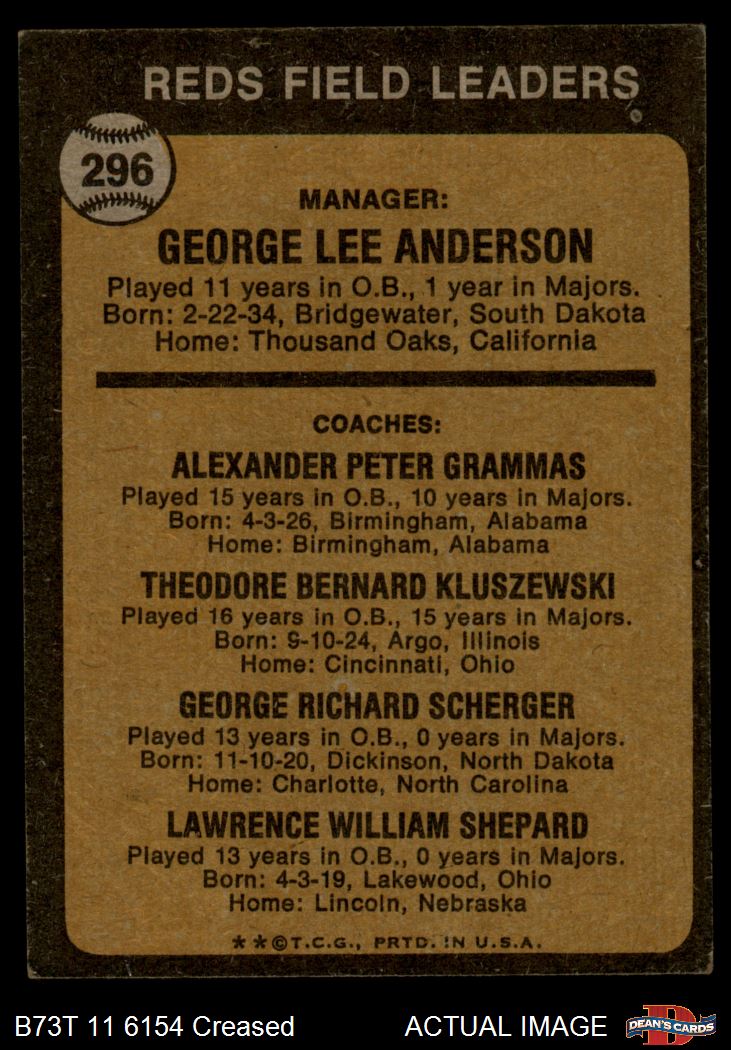 REDS FIELD LEADERS
296
MANAGER:
GEORGE LEE ANDERSON
Played 11 years in O.B., 1 year in Majors.
Born: 2-22-34, Bridgewater, South Dakota
Home: Thousand Oaks, California
COACHES:
ALEXANDER PETER GRAMMAS
Played 15 years in O.B., 10 years in Majors.
Born: 4-3-26, Birmingham, Alabama
Home: Birmingham, Alabama
THEODORE BERNARD KLUSZEWSKI
Played 16 years in O.B., 15 years in Majors.
Born: 9-10-24, Argo, Illinois
Home: Cincinnati, Ohio
GEORGE RICHARD SCHERGER
Played 13 years in O.B., 0 years in Majors.
Born: 11-10-20, Dickinson, North Dakota
Home: Charlotte, North Carolina
LAWRENCE WILLIAM SHEPARD
Played 13 years in O.B., 0 years in Majors.
Born: 4-3-19, Lakewood, Ohio
Home: Lincoln, Nebraska
**©T.C.G., PRTD. IN U.S.A.
B73T 11 6154 Creased
ACTUAL IMAGE
D
DEAN'S CARDS